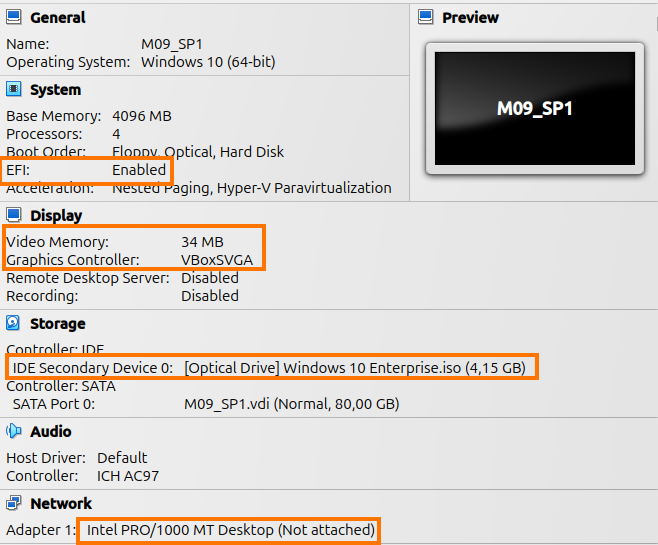 General
Name: M09_SP1
Operating System: Windows 10 (64-bit)
System
Base Memory: 4096 MB
Processors: 4
Boot Order: Floppy, Optical, Hard Disk
EFI: Enabled
Acceleration: Nested Paging, Hyper-V Paravirtualization
Display
Video Memory: 34 MB
Graphics Controller: VBoxSVGA
Remote Desktop Server: Disabled
Recording: Disabled
Storage
Controller: IDE
IDE Secondary Device 0: [Optical Drive] Windows 10 Enterprise.iso (4,15 GB)
Controller: SATA
SATA Port 0: M09_SP1.vdi (Normal, 80,00 GB)
Audio
Host Driver: Default
Controller: ICH AC97
Network
Adapter 1: Intel PRO/1000 MT Desktop (Not attached)
Preview
M09_SP1